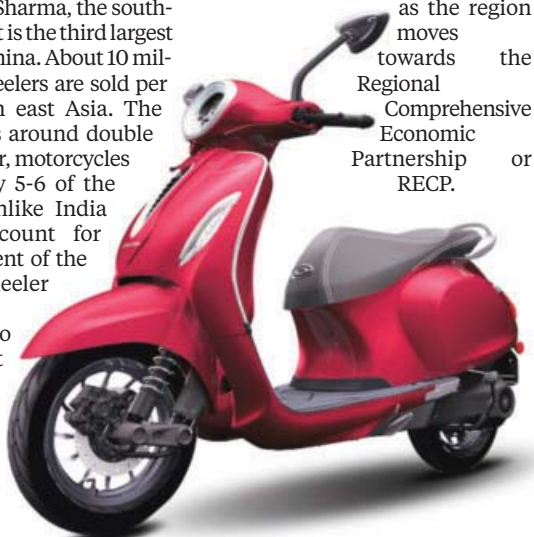 Sharma, the south-
t is the third largest
hina. About 10 mil-
eelers are sold per
east Asia. The
around double
r, motorcycles
5-6 of the
nlike India
count for
ent of the
eeler
o
t
as the region
moves
towards the
Regional
Comprehensive
Economic
Partnership or
RECP.